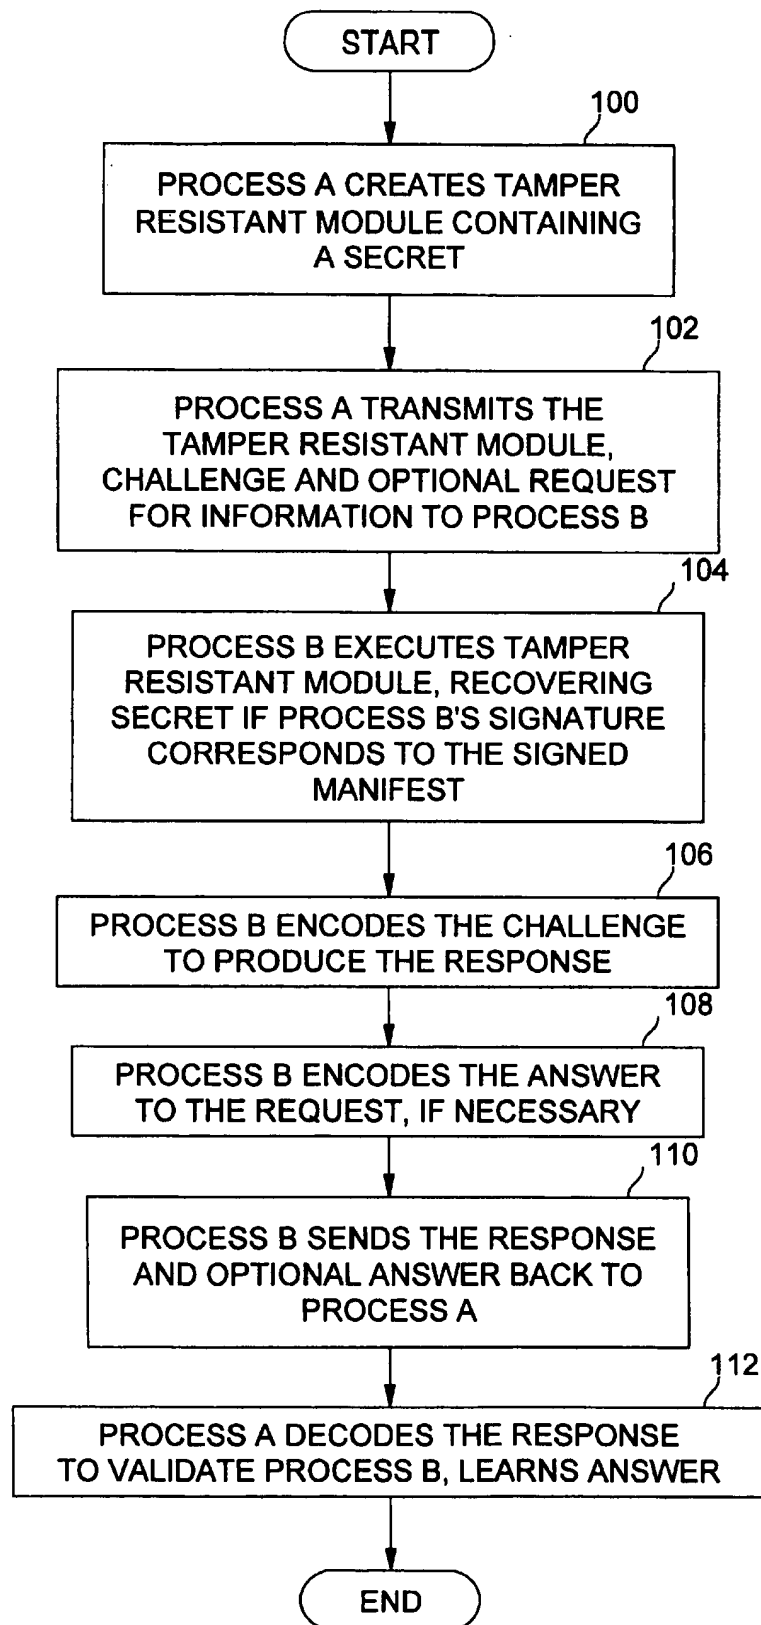 START
100
PROCESS A CREATES TAMPER
RESISTANT MODULE CONTAINING
A SECRET
102
PROCESS A TRANSMITS THE
TAMPER RESISTANT MODULE,
CHALLENGE AND OPTIONAL REQUEST
FOR INFORMATION TO PROCESS B
104
PROCESS B EXECUTES TAMPER
RESISTANT MODULE, RECOVERING
SECRET IF PROCESS B'S SIGNATURE
CORRESPONDS TO THE SIGNED
MANIFEST
106
PROCESS B ENCODES THE CHALLENGE
TO PRODUCE THE RESPONSE
108
PROCESS B ENCODES THE ANSWER
TO THE REQUEST, IF NECESSARY
110
PROCESS B SENDS THE RESPONSE
AND OPTIONAL ANSWER BACK TO
PROCESS A
112
PROCESS A DECODES THE RESPONSE
TO VALIDATE PROCESS B, LEARNS ANSWER
END